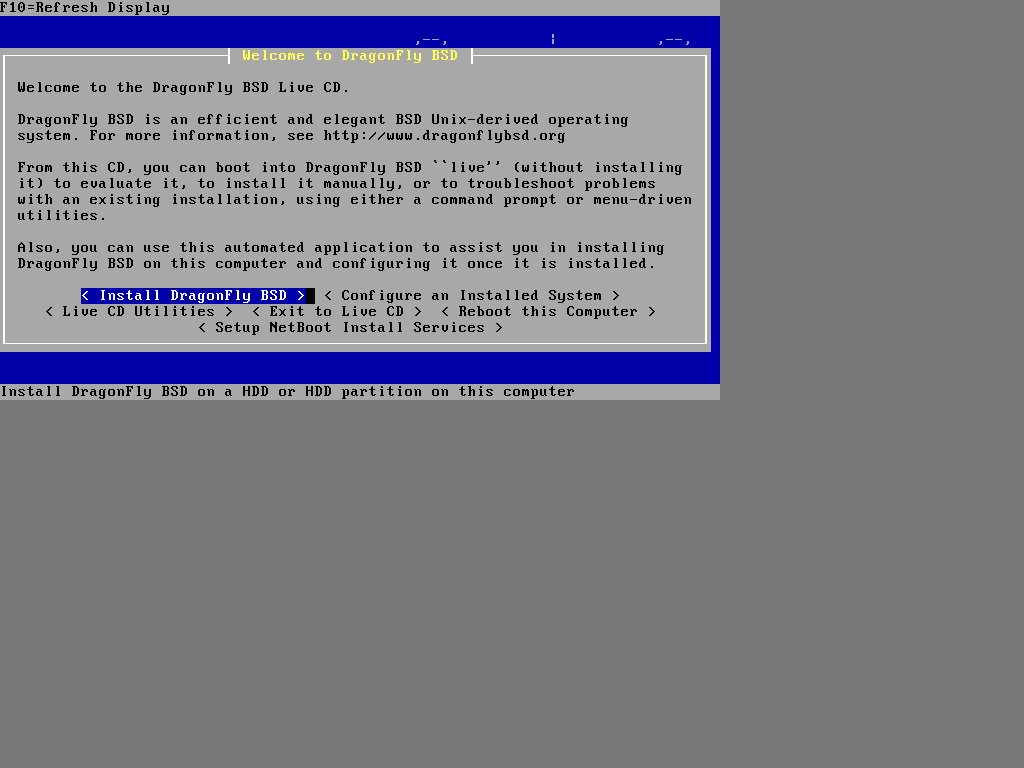 F10=Refresh Display
Welcome to DragonFly BSD
Welcome to the DragonFly BSD Live CD.
DragonFly BSD is an efficient and elegant BSD Unix-derived operating
system. For more information, see http://www.dragonflybsd.org
From this CD, you can boot into DragonFly BSD ``live'' (without installing
it) to evaluate it, to install it manually, or to troubleshoot problems
with an existing installation, using either a command prompt or menu-driven
utilities.
Also, you can use this automated application to assist you in installing
DragonFly BSD on this computer and configuring it once it is installed.
< Install DragonFly BSD > < Configure an Installed System >
< Live CD Utilities > < Exit to Live CD > < Reboot this Computer >
< Setup NetBoot Install Services >
Install DragonFly BSD on a HDD or HDD partition on this computer